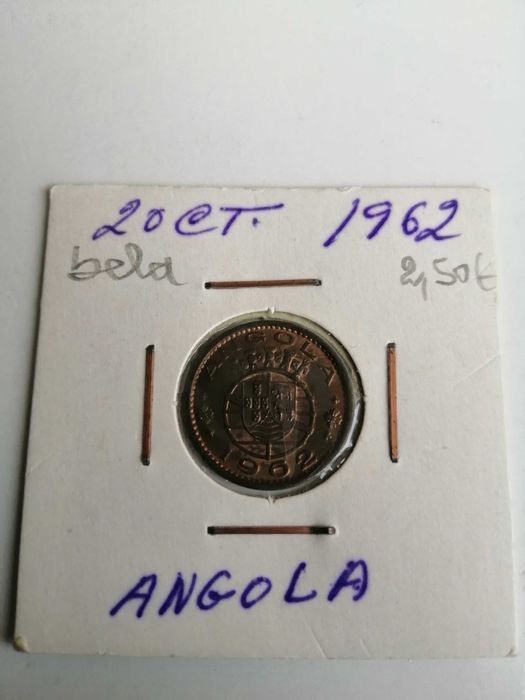 20 CT. 1962
bela 2,50€
ANGOLA
1962
ANGOLA